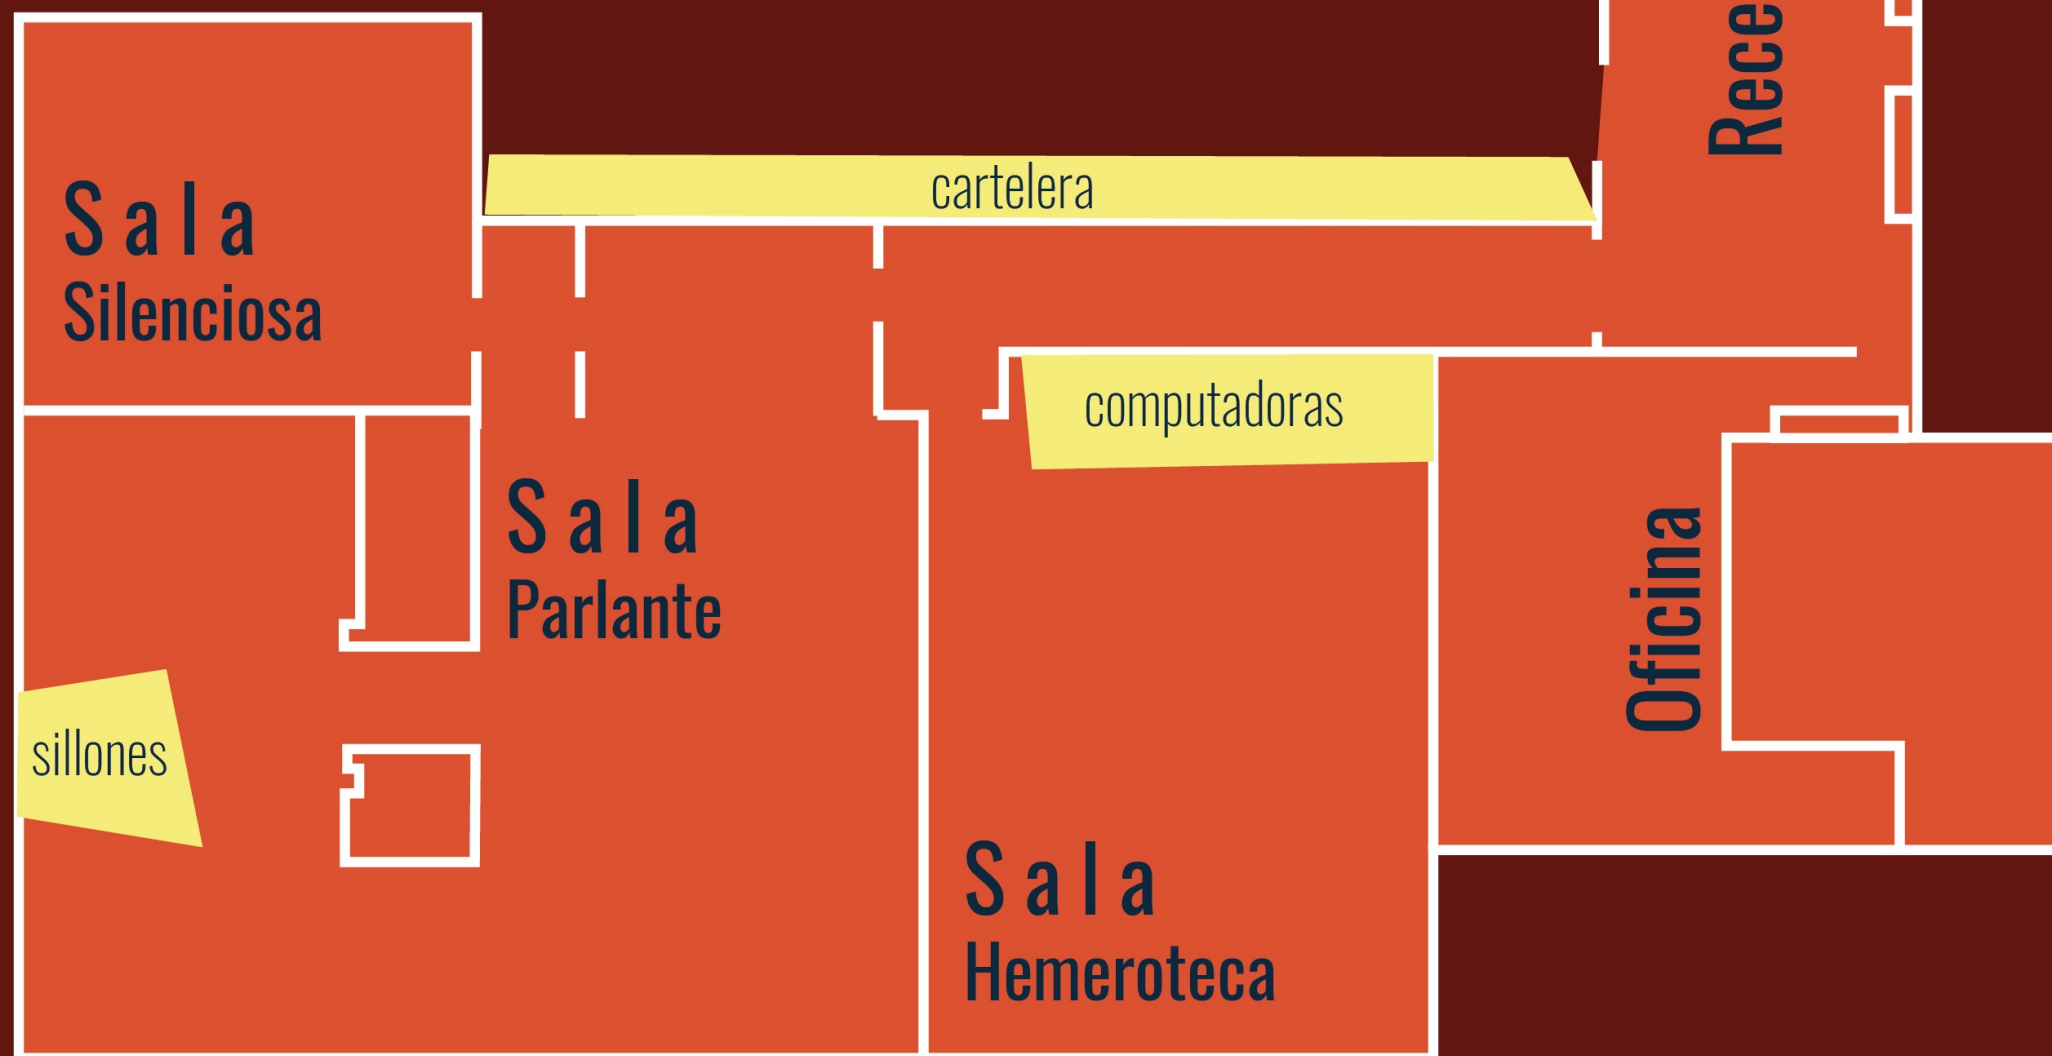 Rece
cartelera
Sala
Silenciosa
computadoras
Sala
Parlante
Oficina
sillones
Sala
Hemeroteca